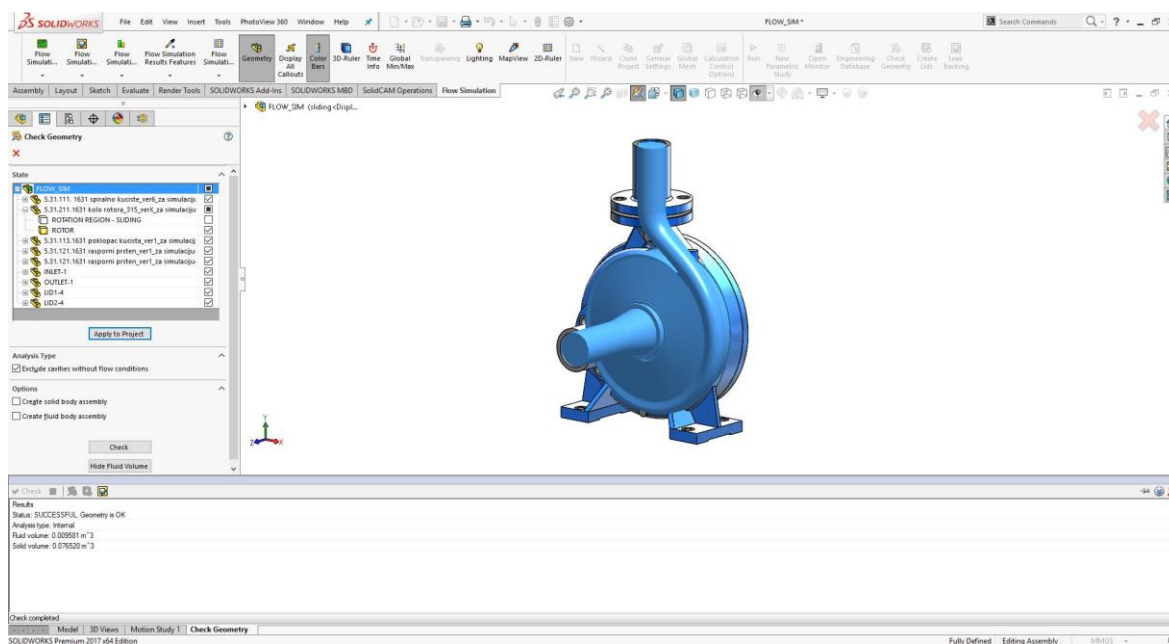 SOLIDWORKS File Edit View Insert Tools PhotoView 360 Window Help FLOW_SIM * Search Commands
Flow Simulati... Flow Simulati... Flow Simulati... Flow Simulation Results Features Flow Simulati... Geometry Display All Callouts Color Bars 3D-Ruler Time Info Global Min/Max Transparency Lighting MapView 2D-Ruler New Wizard Clone Project General Settings Global Mesh Calculation Control Options Run New Parametric Study Open Monitor Engineering Database Check Geometry Create Lids Leak Tracking
Assembly Layout Sketch Evaluate Render Tools SOLIDWORKS Add-Ins SOLIDWORKS MBD SolidCAM Operations Flow Simulation
FLOW_SIM (sliding <Displ...
Check Geometry
State
FLOW_SIM
5.31.111. 1631 spiralno kuciste_ver6_za simulaciju
5.31.211.1631 kolo rotora_315_verX_za simulaciju
ROTATION REGION - SLIDING
ROTOR
5.31.113.1631 poklopac kucista_ver1_za simulacij
5.31.121.1631 rasporni prsten_ver1_za simulaciju-
5.31.121.1631 rasporni prsten_ver1_za simulaciju-
INLET-1
OUTLET-1
LID1-4
LID2-4
Apply to Project
Analysis Type
Exclude cavities without flow conditions
Options
Create solid body assembly
Create fluid body assembly
Check
Hide Fluid Volume
Y
Z X
Check
Results
Status: SUCCESSFUL. Geometry is OK
Analysis type: Internal
Fluid volume: 0.009581 m^3
Solid volume: 0.076520 m^3
Check completed
Model 3D Views Motion Study 1 Check Geometry
SOLIDWORKS Premium 2017 x64 Edition Fully Defined Editing Assembly MMGS